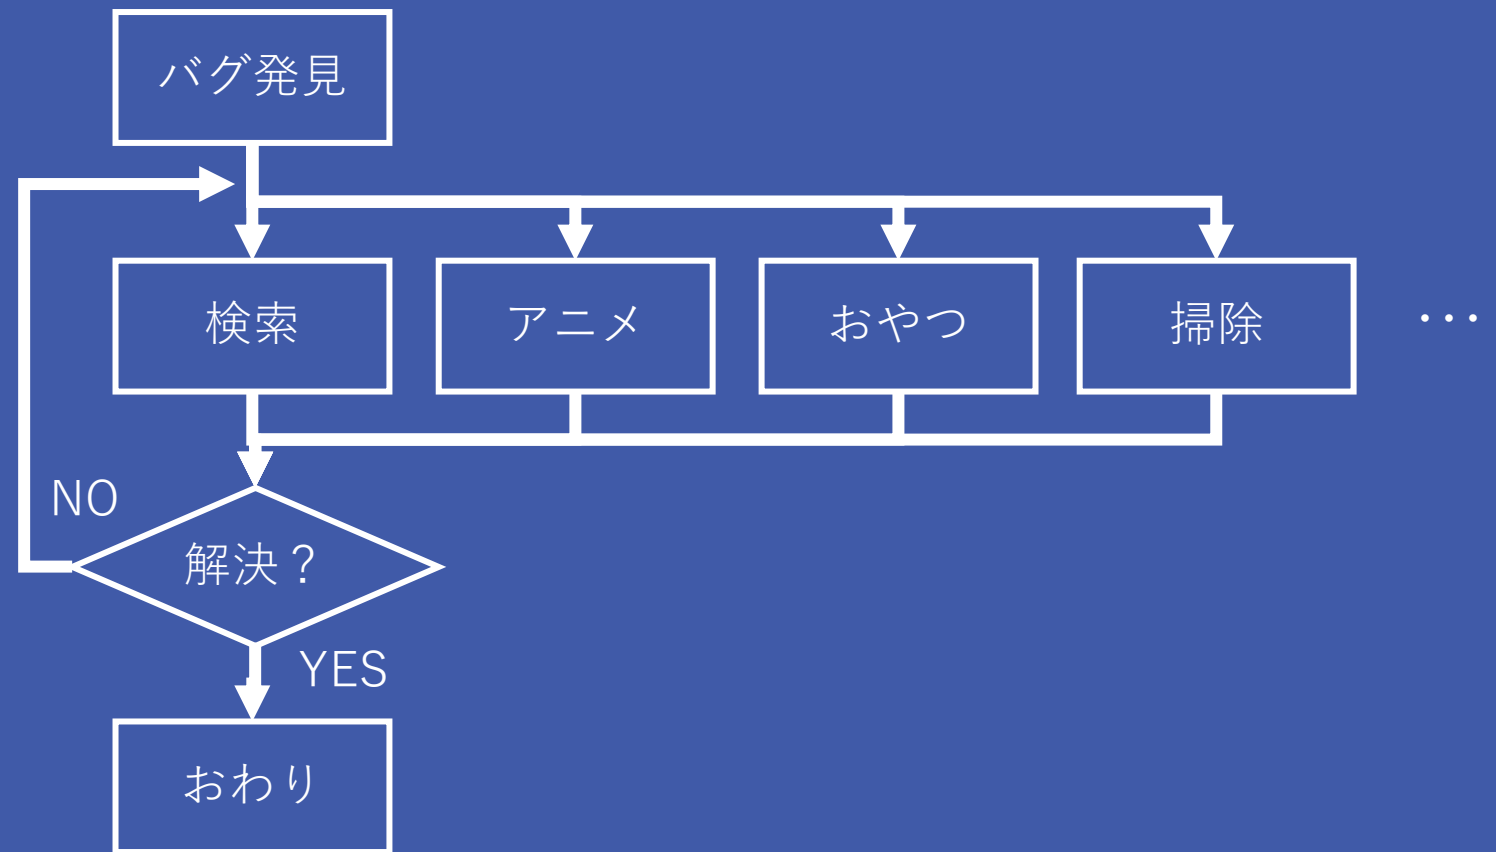 バグ発見
検索
アニメ
おやつ
掃除
・・・
NO
解決？
YES
おわり